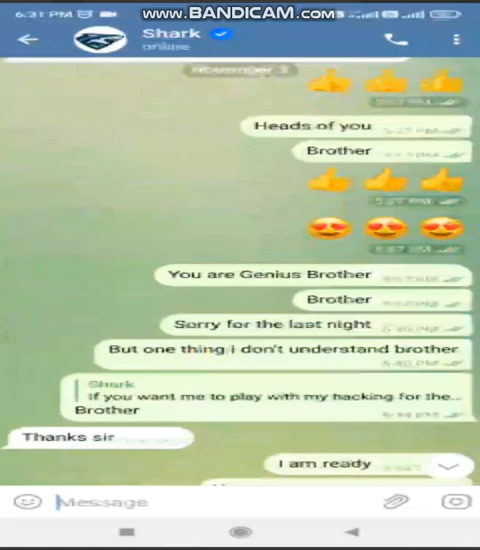 6:31 PM
www.BANDICAM.com
Shark
online
Heads of you
Brother
You are Genius Brother
Brother
Sorry for the last night
But one thing i don't understand brother
Shark
If you want me to play with my hacking for the...
Brother
Thanks sir
I am ready
Message